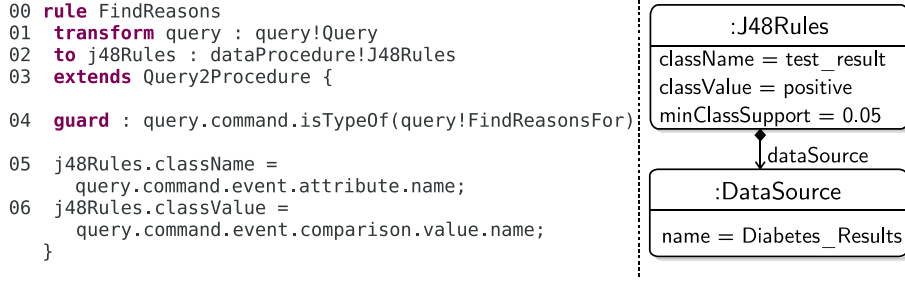 00 rule FindReasons
01 transform query : query!Query
02 to j48Rules : dataProcedure!J48Rules
03 extends Query2Procedure {
04 guard : query.command.isTypeOf(query!FindReasonsFor)
05 j48Rules.className =
query.command.event.attribute.name;
06 j48Rules.classValue =
query.command.event.comparison.value.name;
}
:J48Rules
className = test_result
classValue = positive
minClassSupport = 0.05
dataSource
:DataSource
name = Diabetes_Results